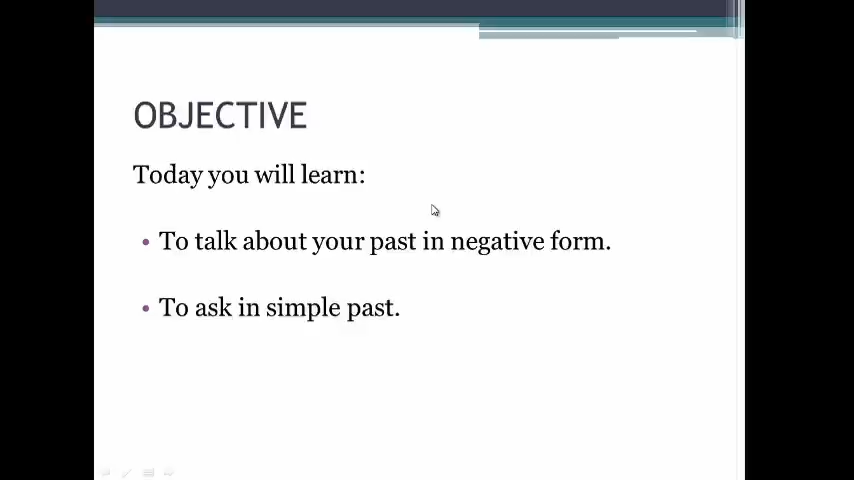 OBJECTIVE
Today you will learn:
• To talk about your past in negative form.
• To ask in simple past.